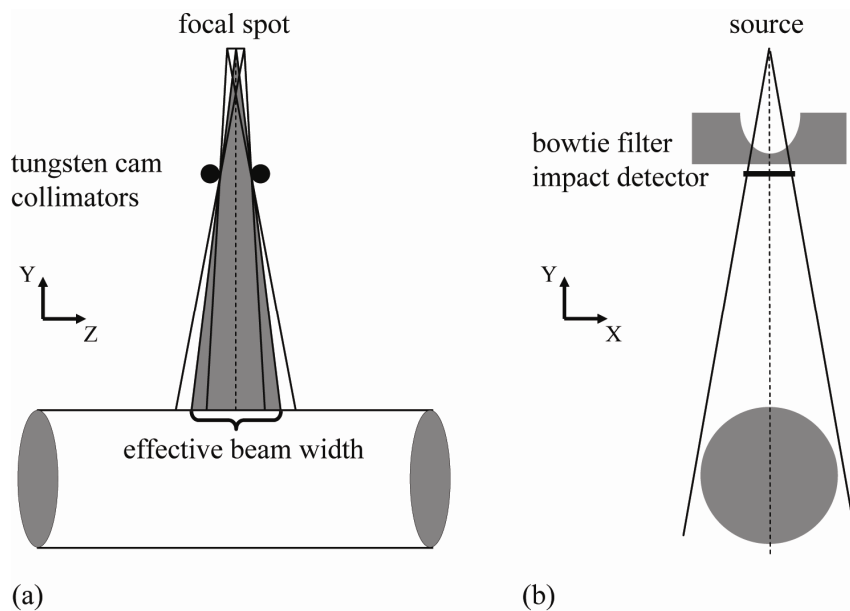 focal spot
tungsten cam
collimators
Y
Z
effective beam width
(a)
source
bowtie filter
impact detector
Y
X
(b)